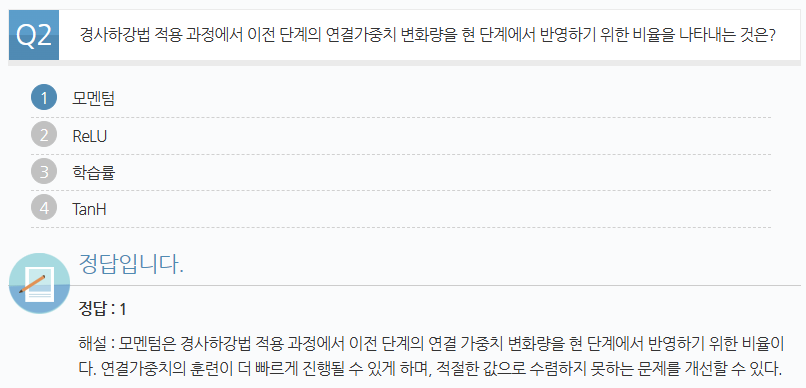 Q2 경사하강법 적용 과정에서 이전 단계의 연결가중치 변화량을 현 단계에서 반영하기 위한 비율을 나타내는 것은?
1 모멘텀
2 ReLU
3 학습률
4 TanH
정답입니다.
정답 : 1
해설 : 모멘텀은 경사하강법 적용 과정에서 이전 단계의 연결 가중치 변화량을 현 단계에서 반영하기 위한 비율이
다. 연결가중치의 훈련이 더 빠르게 진행될 수 있게 하며, 적절한 값으로 수렴하지 못하는 문제를 개선할 수 있다.